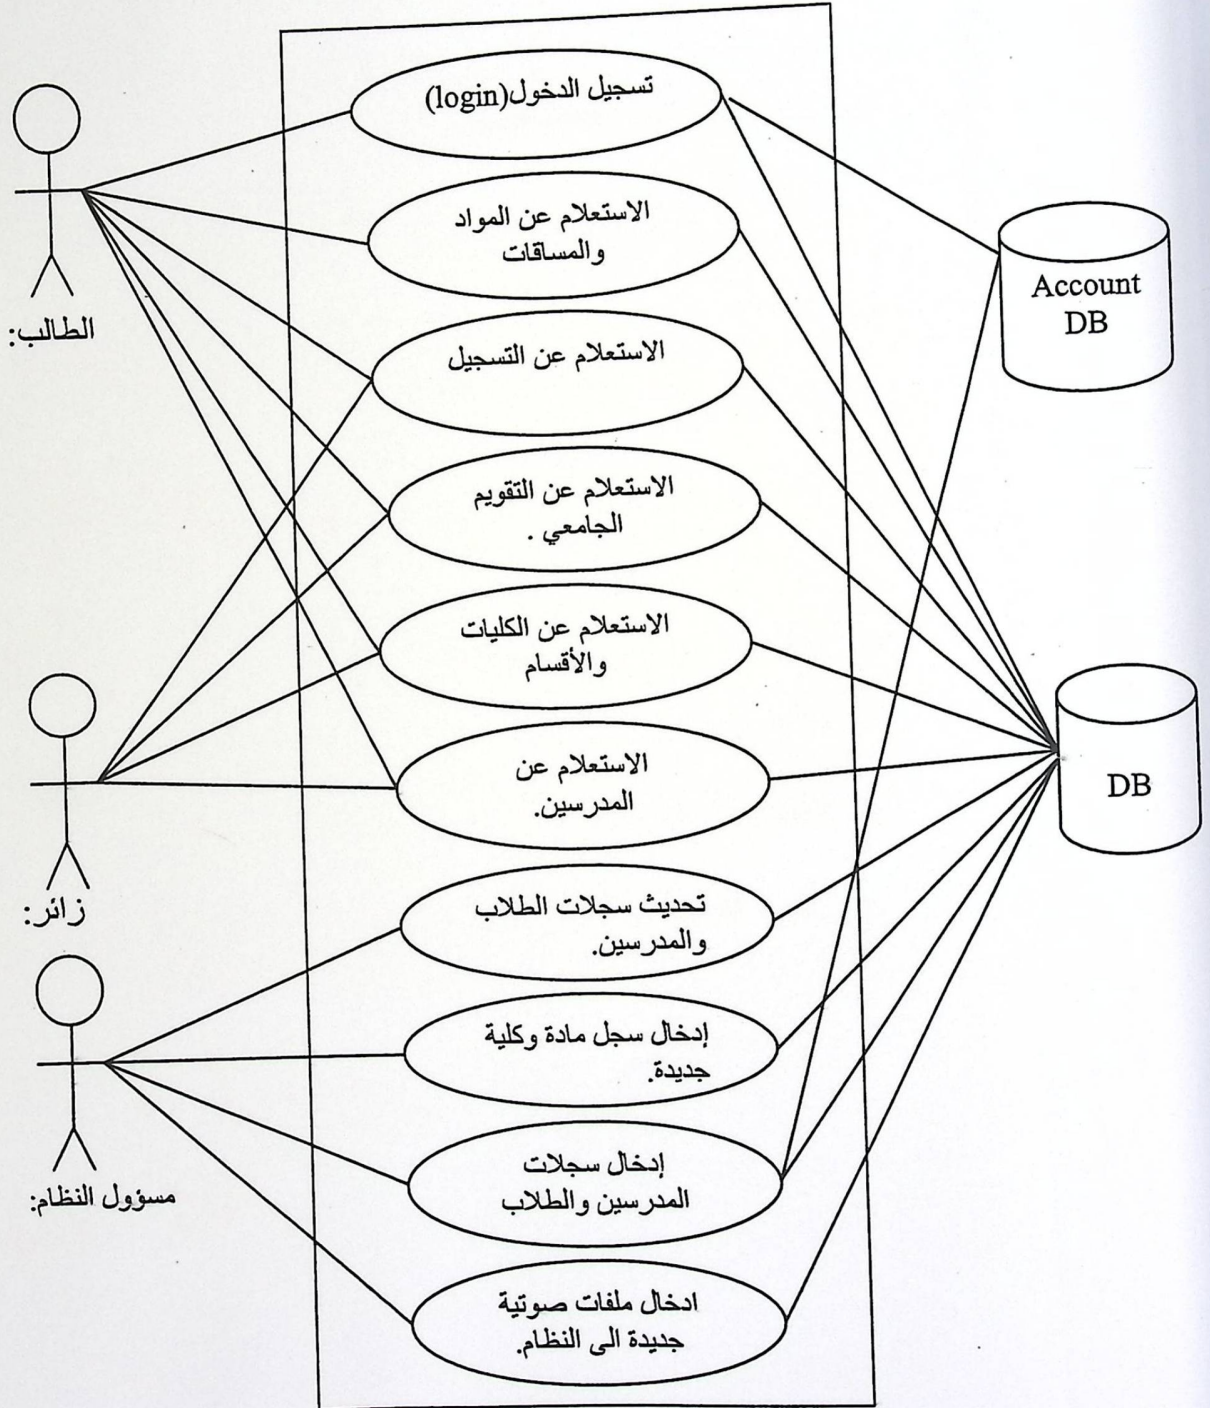 تسجيل الدخول(login)
الاستعلام عن المواد
والمساقات
الاستعلام عن التسجيل
الاستعلام عن التقويم
الجامعي .
الاستعلام عن الكليات
والأقسام
الاستعلام عن
المدرسين.
تحديث سجلات الطلاب
والمدرسين.
إدخال سجل مادة وكلية
جديدة.
إدخال سجلات
المدرسين والطلاب
ادخال ملفات صوتية
جديدة الى النظام.
الطالب:
زائر:
مسؤول النظام:
Account
DB
DB